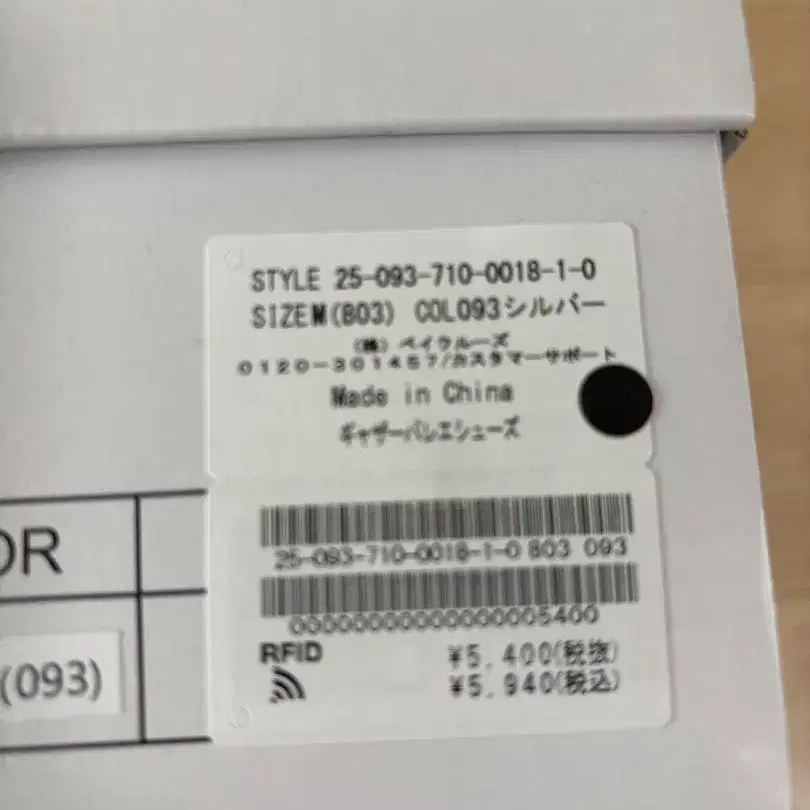 STYLE 25-093-710-0018-1-0
SIZEM(B03) COL093シルバー
(株) ベイクルーズ
0120-301457/カスタマーサポート
Made in China
ギャザーバレエシューズ
25-093-710-0018-1-0 803 093
00000000000000005400
RFID
¥5.400(税抜)
¥5.940(税込)
OR
(093)